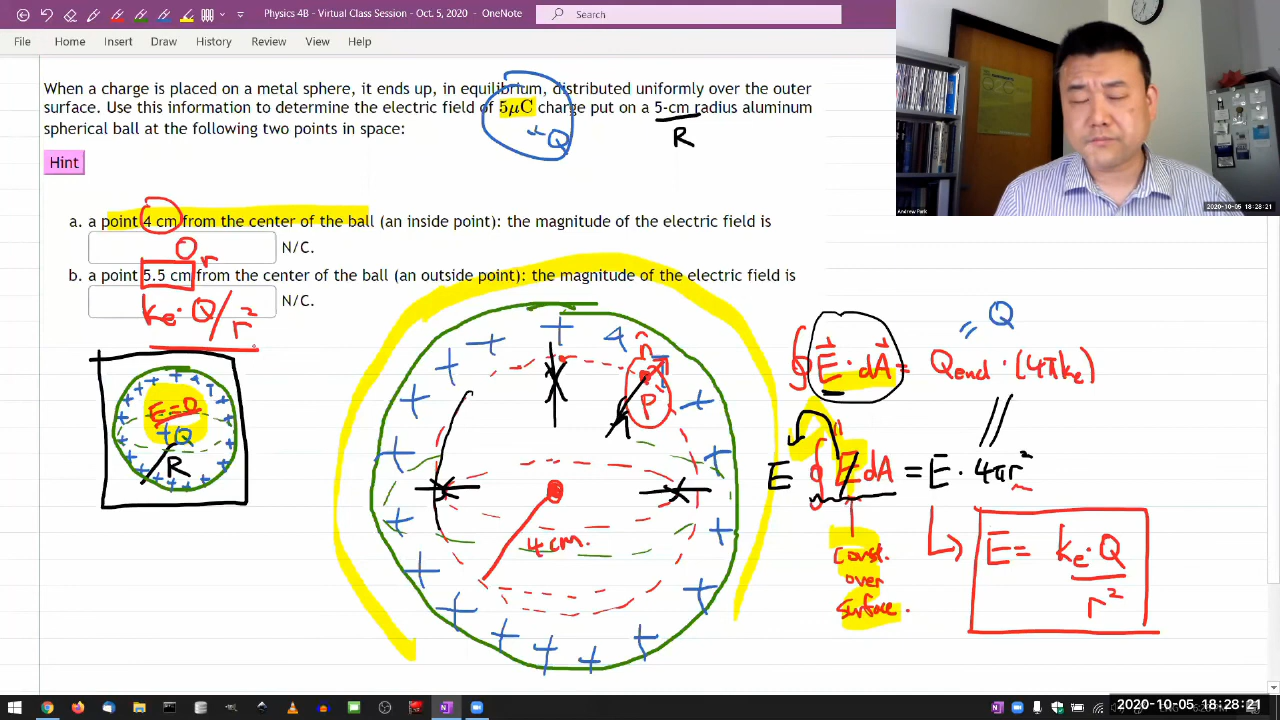 Physics 4B - Virtual Class Session - Oct. 5, 2020 - OneNote
Search
File Home Insert Draw History Review View Help
When a charge is placed on a metal sphere, it ends up, in equilibrium, distributed uniformly over the outer
surface. Use this information to determine the electric field of 5μC charge put on a 5-cm radius aluminum
spherical ball at the following two points in space:
+Q
R
Hint
a. a point 4 cm from the center of the ball (an inside point): the magnitude of the electric field is
0
N/C.
r
b. a point 5.5 cm from the center of the ball (an outside point): the magnitude of the electric field is
N/C.
ke · Q/r²
E=0
+Q
R
n̂
P
4cm.
= Q
∮ E⃗ · dA⃗ = Qencl · (4πke)
E ∮ E dA = E · 4πr²
const.
over
surface.
E = ke · Q / r²
Andrew Park
2020-10-05 18:28:21
2020-10-05 18:28:21